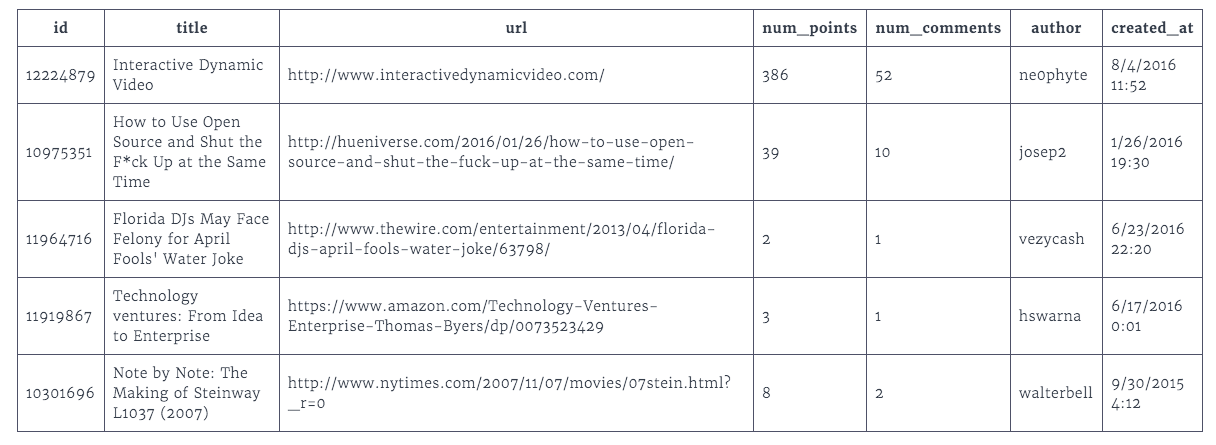 id title url num_points num_comments author created_at
12224879 Interactive Dynamic Video http://www.interactivedynamicvideo.com/ 386 52 ne0phyte 8/4/2016 11:52
10975351 How to Use Open Source and Shut the F*ck Up at the Same Time http://hueniverse.com/2016/01/26/how-to-use-open-source-and-shut-the-fuck-up-at-the-same-time/ 39 10 josep2 1/26/2016 19:30
11964716 Florida DJs May Face Felony for April Fools' Water Joke http://www.thewire.com/entertainment/2013/04/florida-djs-april-fools-water-joke/63798/ 2 1 vezycash 6/23/2016 22:20
11919867 Technology ventures: From Idea to Enterprise https://www.amazon.com/Technology-Ventures-Enterprise-Thomas-Byers/dp/0073523429 3 1 hswarna 6/17/2016 0:01
10301696 Note by Note: The Making of Steinway L1037 (2007) http://www.nytimes.com/2007/11/07/movies/07stein.html?_r=0 8 2 walterbell 9/30/2015 4:12